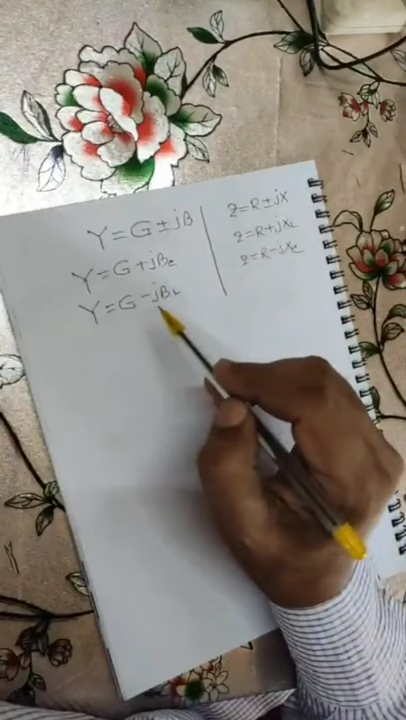 Y = G ± jB
Y = G + jBc
Y = G - jBL
Z = R ± jX
Z = R + jXL
Z = R - jXc